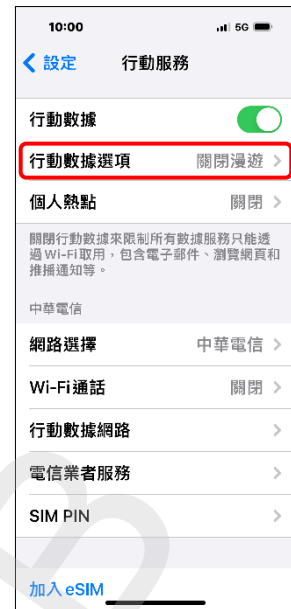 10:00 5G
設定 行動服務
行動數據
行動數據選項 關閉漫遊
個人熱點 關閉
關閉行動數據來限制所有數據服務只能透
過 Wi-Fi 取用，包含電子郵件、瀏覽網頁和
推播通知等。
中華電信
網路選擇 中華電信
Wi-Fi 通話 關閉
行動數據網路
電信業者服務
SIM PIN
加入 eSIM